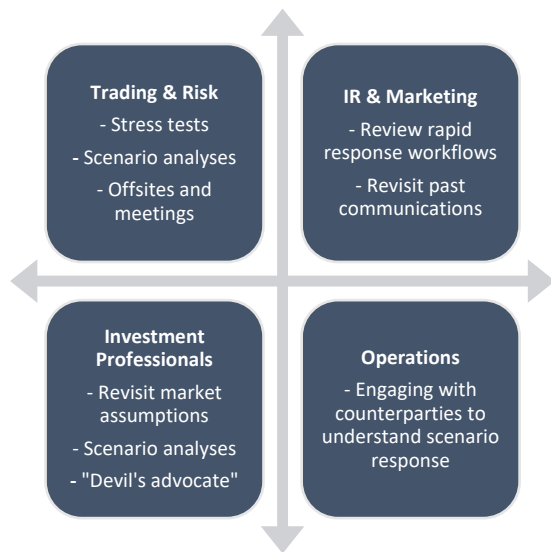 Trading & Risk
- Stress tests
- Scenario analyses
- Offsites and
meetings
IR & Marketing
- Review rapid
response workflows
- Revisit past
communications
Investment
Professionals
- Revisit market
assumptions
- Scenario analyses
- "Devil's advocate"
Operations
- Engaging with
counterparties to
understand scenario
response